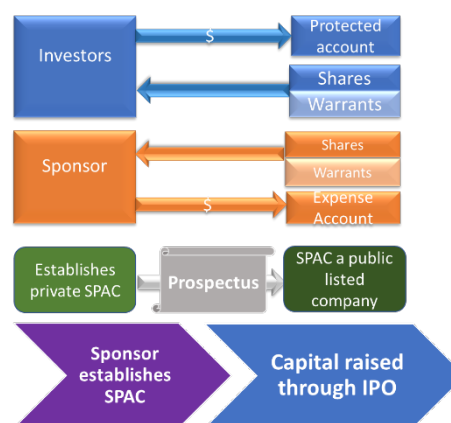 Investors
$
Protected
account
Shares
Warrants
Sponsor
Shares
Warrants
$
Expense
Account
Establishes
private SPAC
Prospectus
SPAC a public
listed
company
Sponsor
establishes
SPAC
Capital raised
through IPO